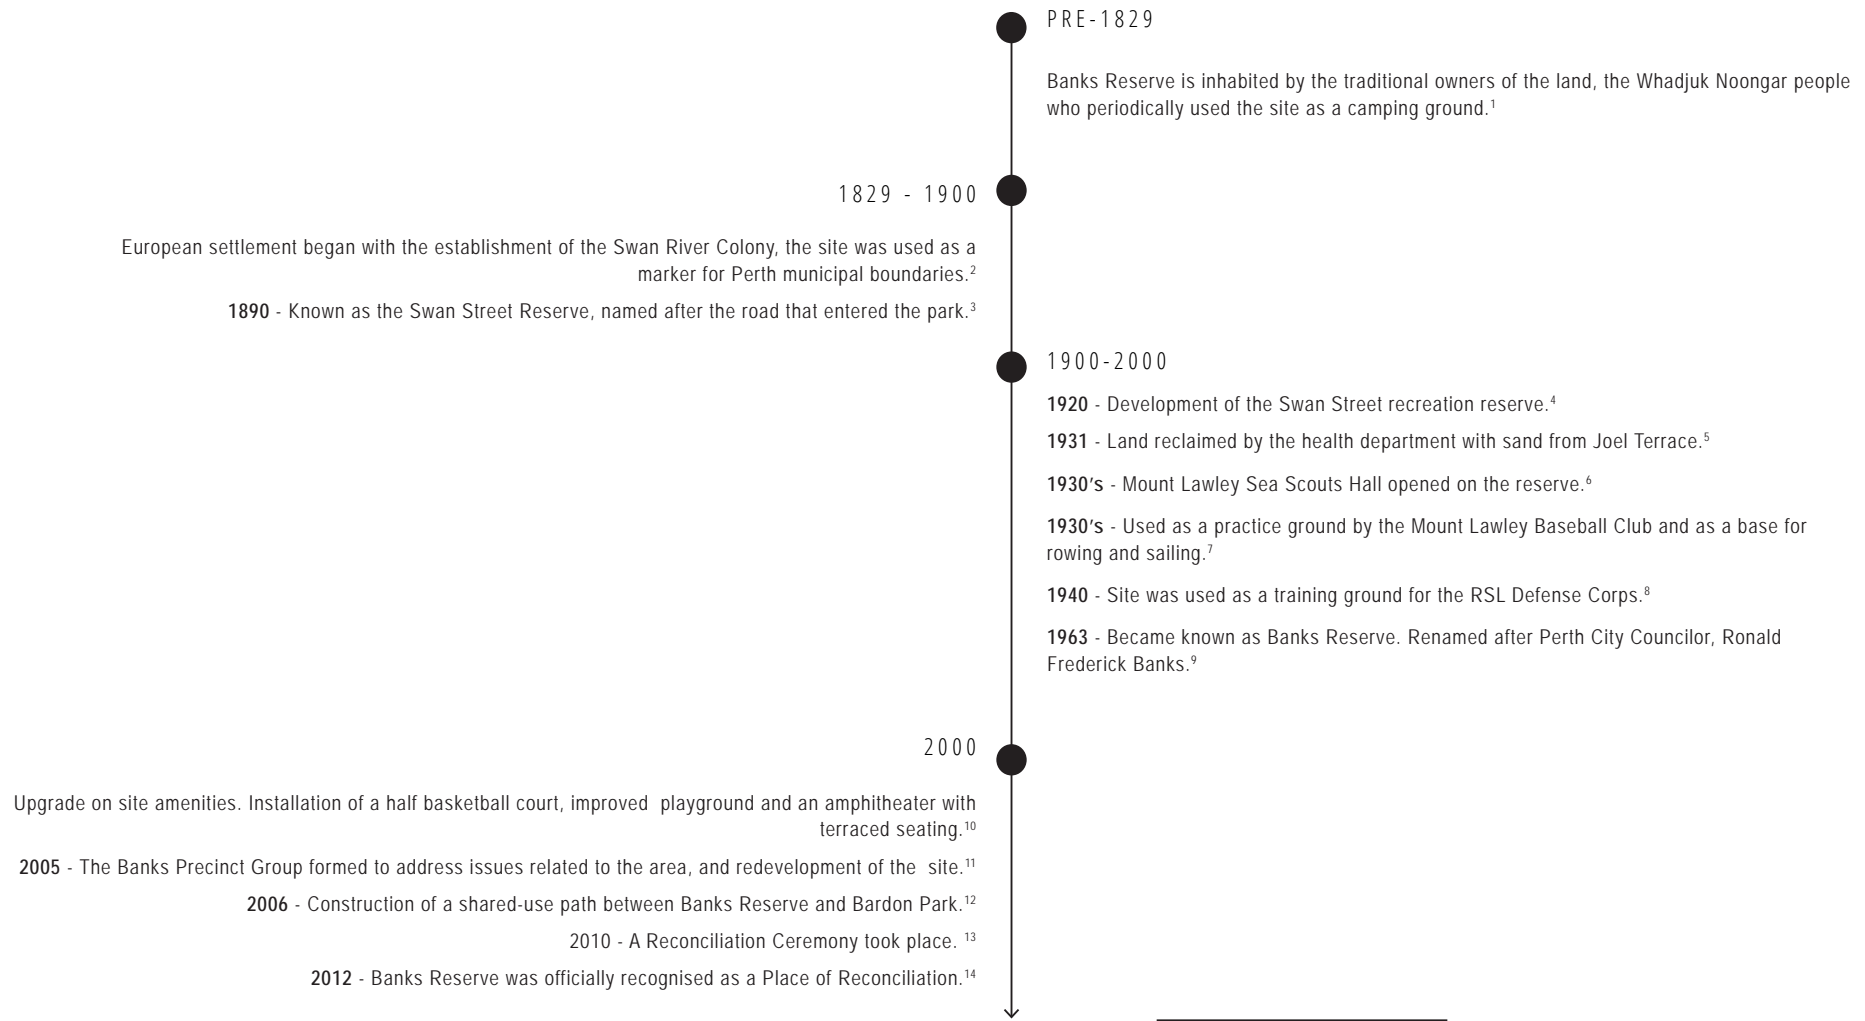 PRE-1829
Banks Reserve is inhabited by the traditional owners of the land, the Whadjuk Noongar people
who periodically used the site as a camping ground.¹
1829 - 1900
European settlement began with the establishment of the Swan River Colony, the site was used as a
marker for Perth municipal boundaries.²
1890 - Known as the Swan Street Reserve, named after the road that entered the park.³
1900-2000
1920 - Development of the Swan Street recreation reserve.⁴
1931 - Land reclaimed by the health department with sand from Joel Terrace.⁵
1930's - Mount Lawley Sea Scouts Hall opened on the reserve.⁶
1930's - Used as a practice ground by the Mount Lawley Baseball Club and as a base for
rowing and sailing.⁷
1940 - Site was used as a training ground for the RSL Defense Corps.⁸
1963 - Became known as Banks Reserve. Renamed after Perth City Councilor, Ronald
Frederick Banks.⁹
2000
Upgrade on site amenities. Installation of a half basketball court, improved playground and an amphitheater with
terraced seating.¹⁰
2005 - The Banks Precinct Group formed to address issues related to the area, and redevelopment of the site.¹¹
2006 - Construction of a shared-use path between Banks Reserve and Bardon Park.¹²
2010 - A Reconciliation Ceremony took place. ¹³
2012 - Banks Reserve was officially recognised as a Place of Reconciliation.¹⁴